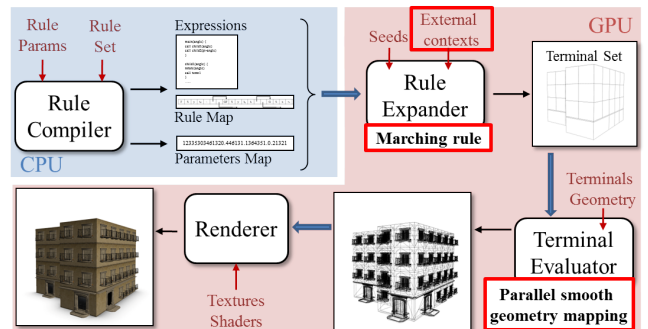 Rule
Params
Rule
Set
Expressions
External
contexts
Seeds
GPU
Rule
Compiler
Rule Map
Rule
Expander
Marching rule
Terminal Set
CPU
Parameters Map
Terminals
Geometry
Renderer
Terminal
Evaluator
Textures
Shaders
Parallel smooth
geometry mapping